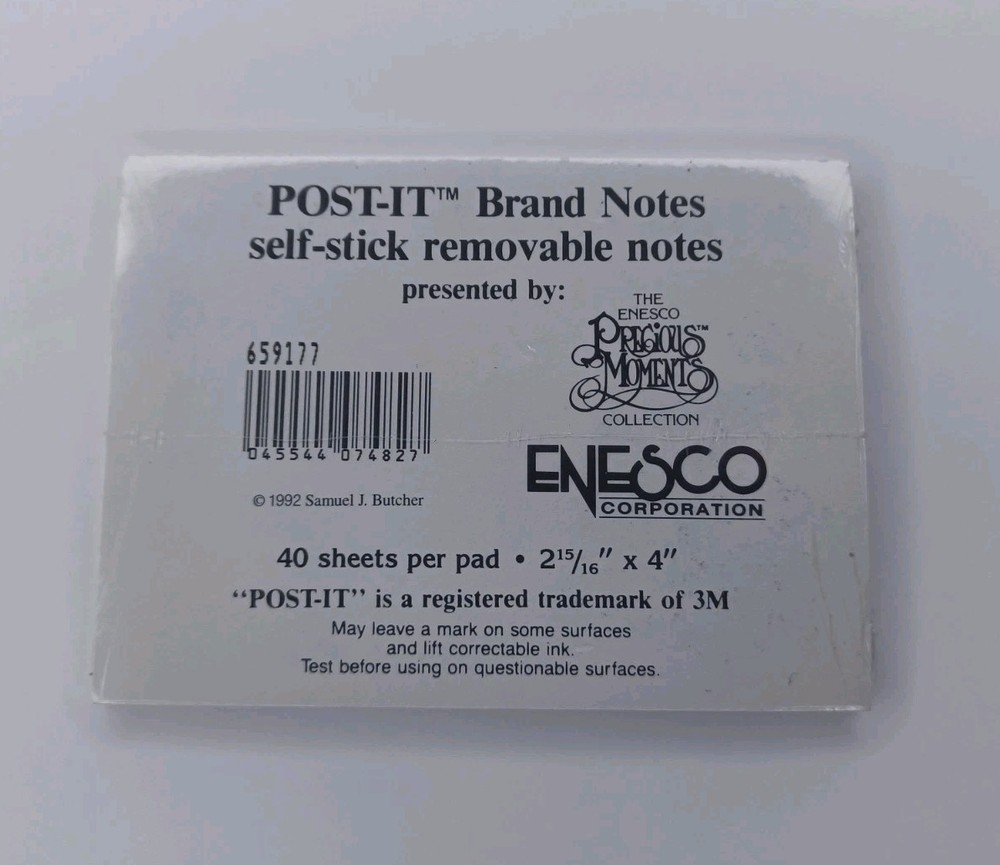 POST-IT™ Brand Notes
self-stick removable notes
presented by:
THE
ENESCO
PRECIOUS™
MOMENTS
COLLECTION
659177
045544 074827
ENESCO
CORPORATION
© 1992 Samuel J. Butcher
40 sheets per pad • 2 15/16" x 4"
“POST-IT” is a registered trademark of 3M
May leave a mark on some surfaces
and lift correctable ink.
Test before using on questionable surfaces.